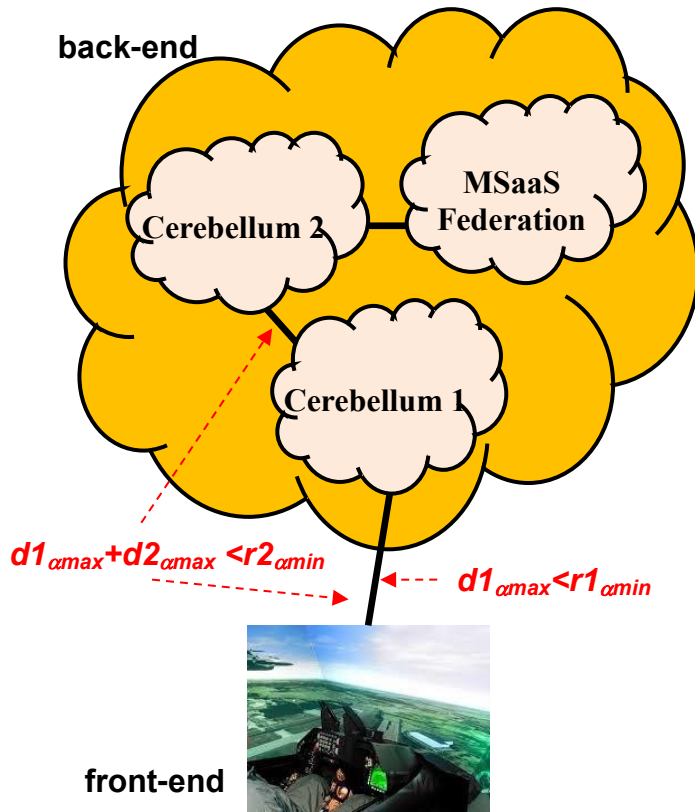 back-end
MSaaS
Federation
Cerebellum 2
Cerebellum 1
d1αmax+d2αmax <r2αmin
d1αmax<r1αmin
front-end